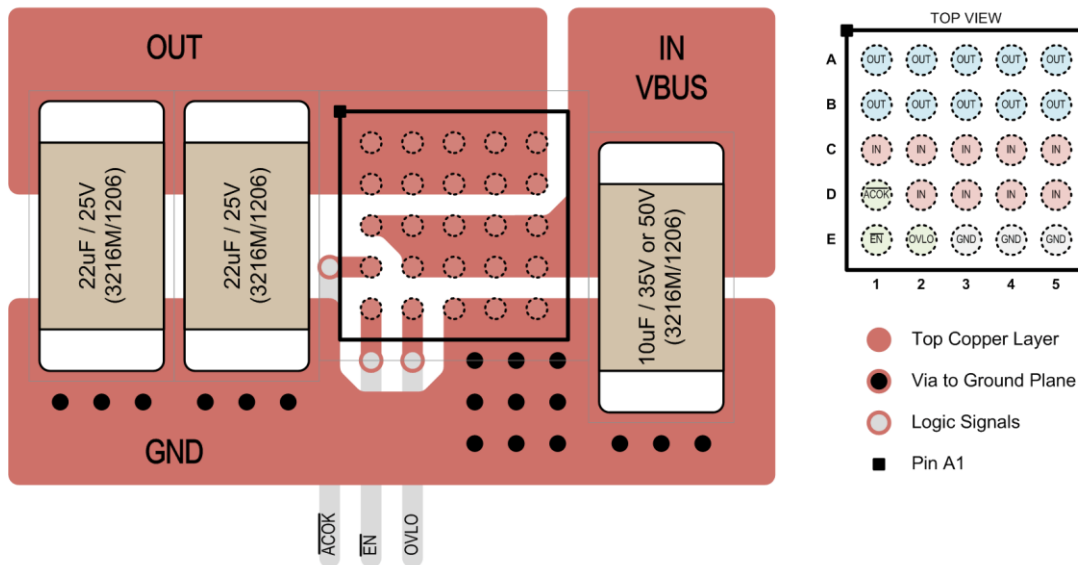 OUT
IN
VBUS
22uF / 25V
(3216M/1206)
22uF / 25V
(3216M/1206)
10uF / 35V or 50V
(3216M/1206)
GND
ACOK
EN
OVLO
TOP VIEW
A OUT OUT OUT OUT OUT
B OUT OUT OUT OUT OUT
C IN IN IN IN IN
D ACOK IN IN IN IN
E EN OVLO GND GND GND
1 2 3 4 5
Top Copper Layer
Via to Ground Plane
Logic Signals
Pin A1